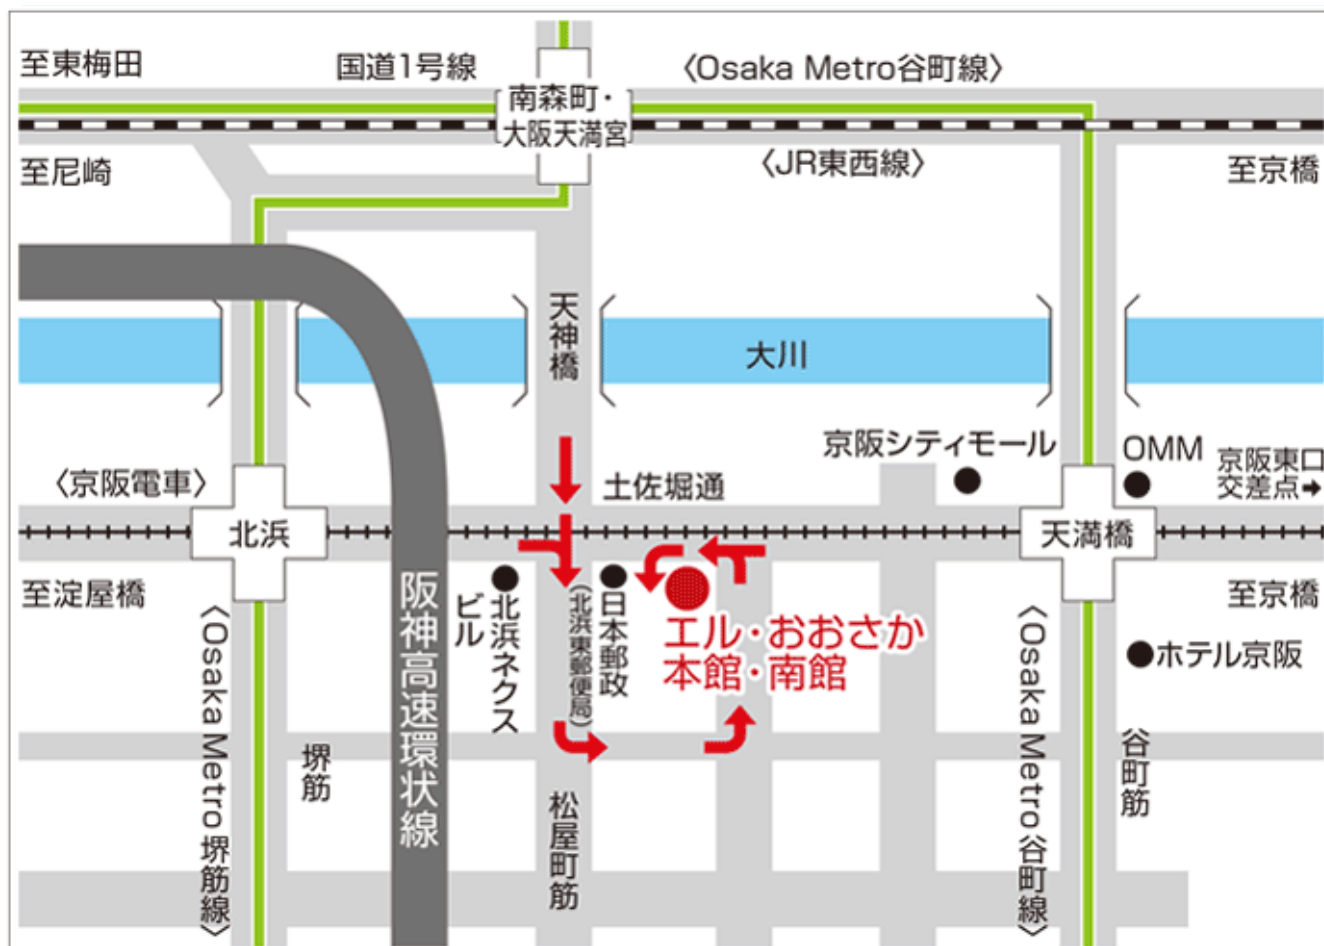 至東梅田
国道1号線
〈Osaka Metro谷町線〉
南森町・
大阪天満宮
至尼崎
〈JR東西線〉
至京橋
天神橋
大川
京阪シティモール
OMM
京阪東口
交差点➡
〈京阪電車〉
土佐堀通
北浜
天満橋
至淀屋橋
至京橋
阪神高速環状線
北浜ネクス
ビル
(北浜東郵便局)
日本郵政
エル・おおさか
本館・南館
ホテル京阪
〈Osaka Metro堺筋線〉
堺筋
松屋町筋
〈Osaka Metro谷町線〉
谷町筋